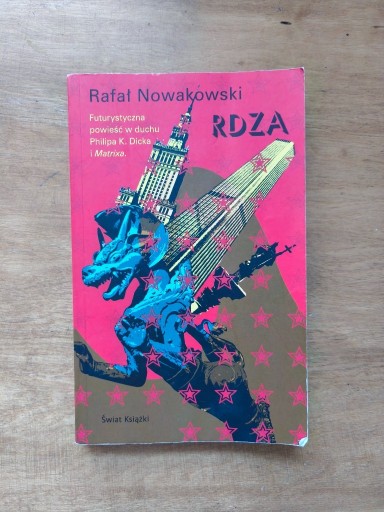 Rafał Nowakowski
RDZA
Futurystyczna
powieść w duchu
Philipa K. Dicka
i Matrixa.
Świat Książki